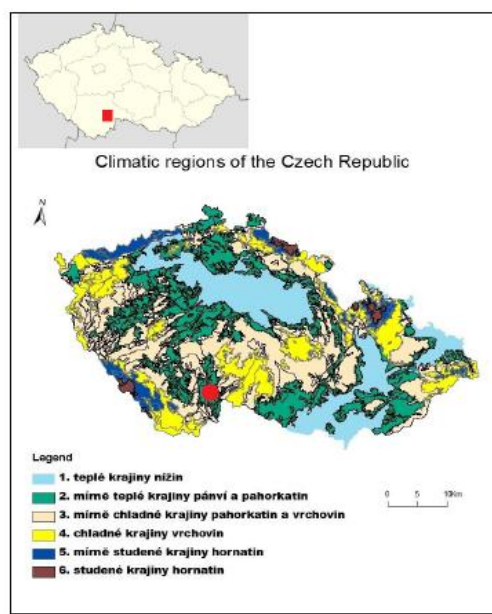 Climatic regions of the Czech Republic
N
Legend
1. teplé krajiny nížin
2. mírně teplé krajiny pánví a pahorkatin
3. mírně chladné krajiny pahorkatin a vrchovin
4. chladné krajiny vrchovin
5. mírně studené krajiny hornatin
6. studené krajiny hornatin
0 5 10Km